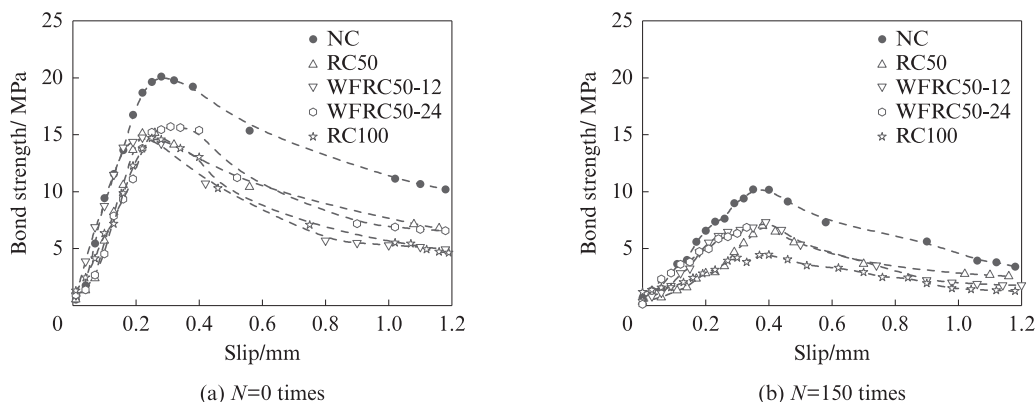 25
20
15
10
5
0
0.2
0.4
0.6
0.8
1.0
1.2
Bond strength/ MPa
Slip/mm
NC
RC50
WFRC50-12
WFRC50-24
RC100
(a) N=0 times
25
20
15
10
5
0
0.2
0.4
0.6
0.8
1.0
1.2
Bond strength/ MPa
Slip/mm
NC
RC50
WFRC50-12
WFRC50-24
RC100
(b) N=150 times